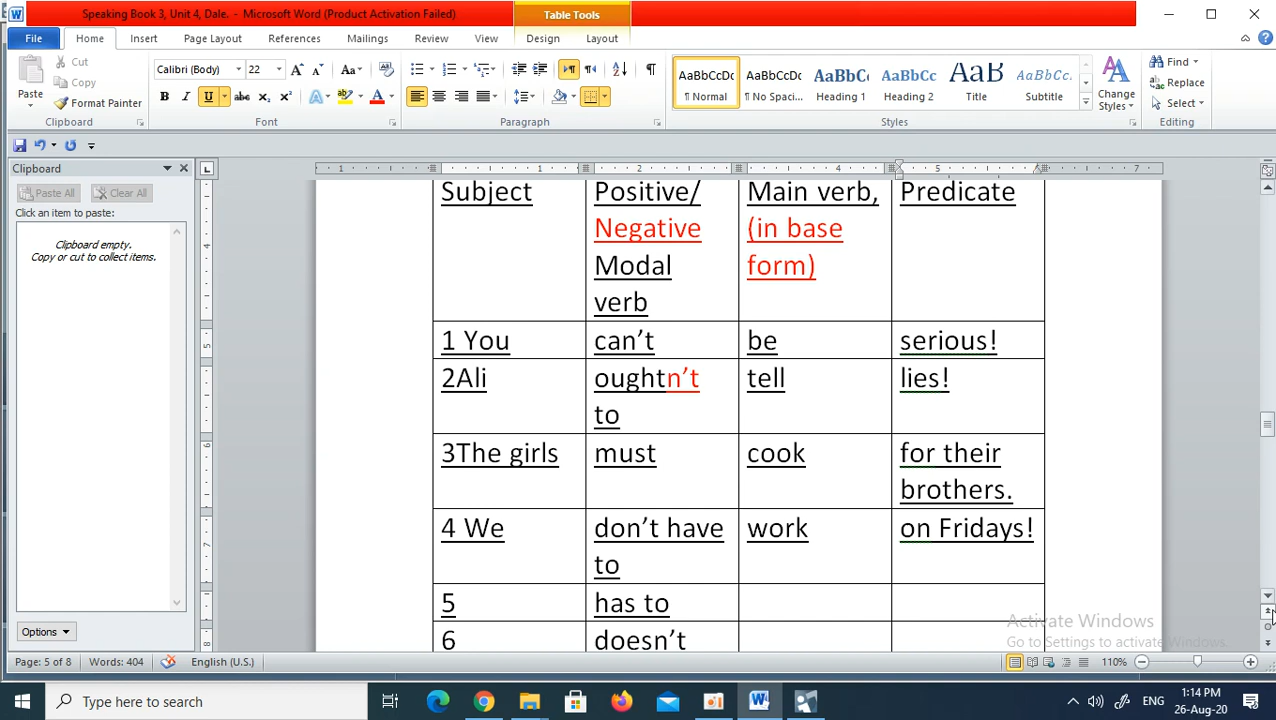 Speaking Book 3, Unit 4, Dale. - Microsoft Word (Product Activation Failed)
Table Tools
File Home Insert Page Layout References Mailings Review View Design Layout
Paste
Cut
Copy
Format Painter
Clipboard
Calibri (Body) 22
Font
Paragraph
AaBbCcDc AaBbCcDc AaBbCc AaBbCc AaB AaBbCcL
¶ Normal ¶ No Spaci... Heading 1 Heading 2 Title Subtitle
Change Styles
Styles
Find
Replace
Select
Editing
Clipboard
Paste All Clear All
Click an item to paste:
Clipboard empty.
Copy or cut to collect items.
Options
Subject Positive/ Main verb, Predicate
Negative (in base
Modal form)
verb
1 You can’t be serious!
2Ali oughtn’t tell lies!
to
3The girls must cook for their
brothers.
4 We don’t have work on Fridays!
to
5 has to
6 doesn’t
Activate Windows
Go to Settings to activate Windows.
Page: 5 of 8 Words: 404 English (U.S.) 110%
Type here to search
ENG
1:14 PM
26-Aug-20